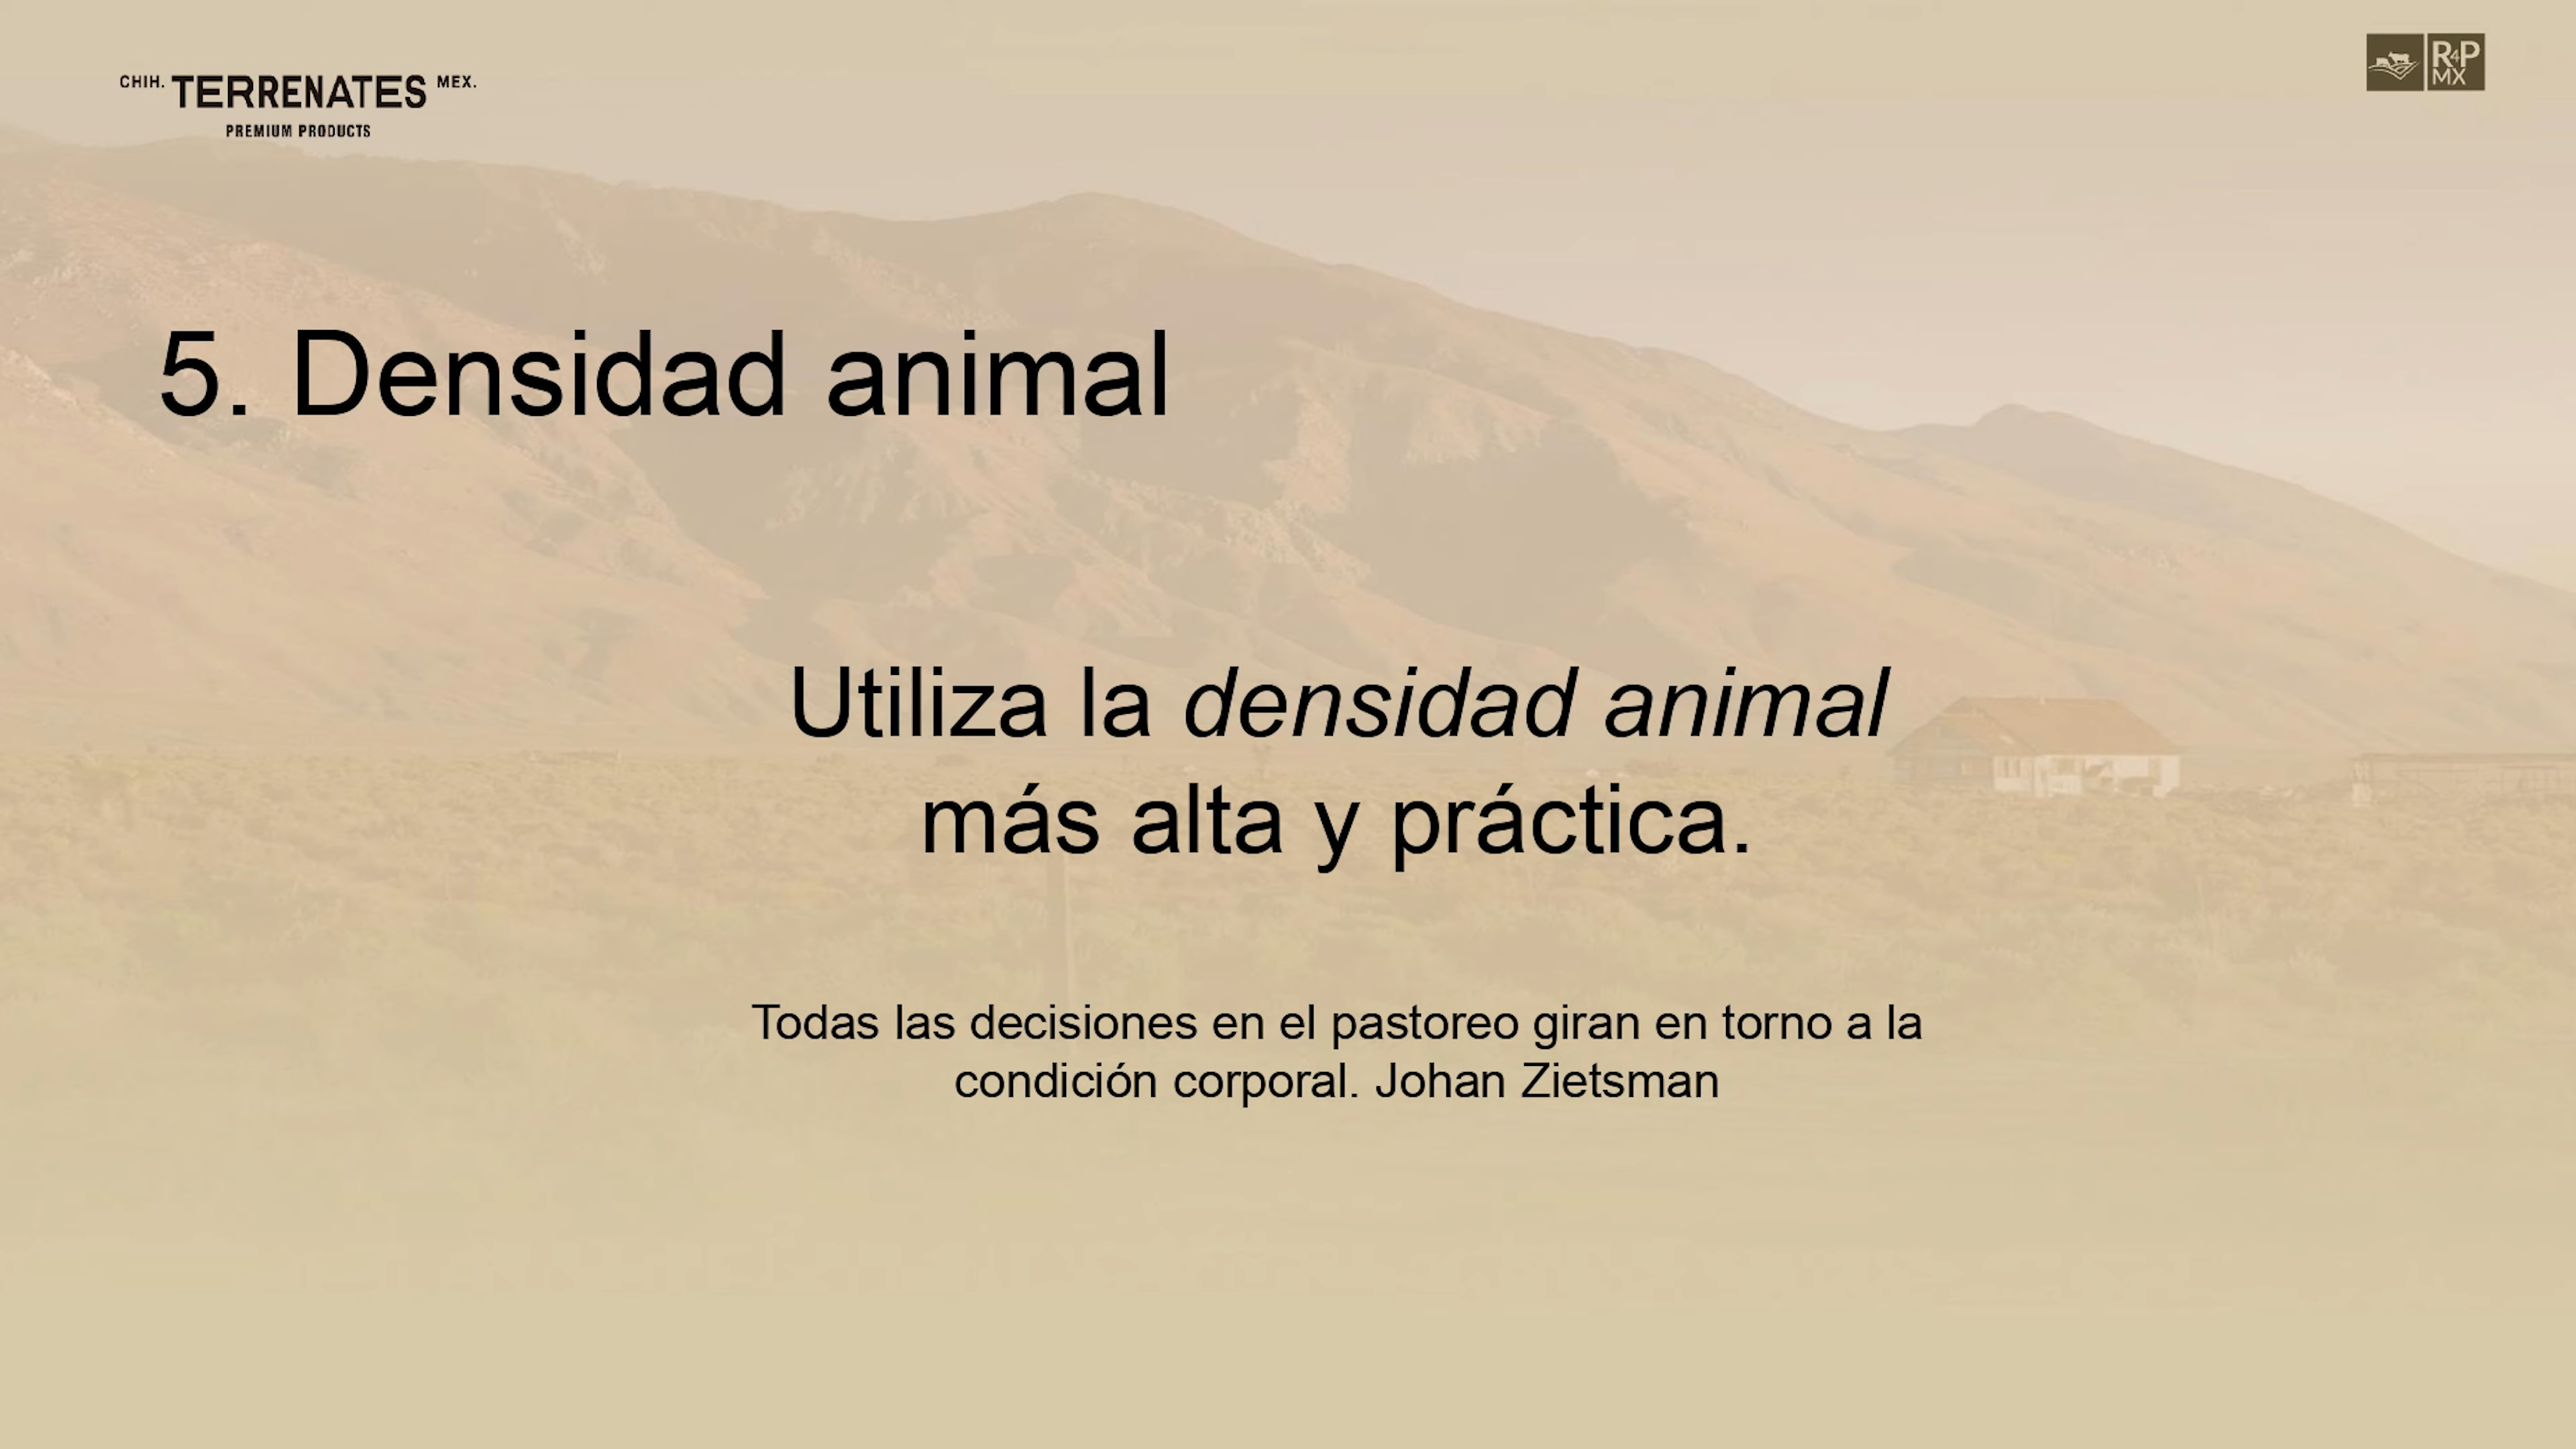 CHIH. TERRENATES MEX.
PREMIUM PRODUCTS
R4P
MX
5. Densidad animal
Utiliza la densidad animal
más alta y práctica.
Todas las decisiones en el pastoreo giran en torno a la
condición corporal. Johan Zietsman